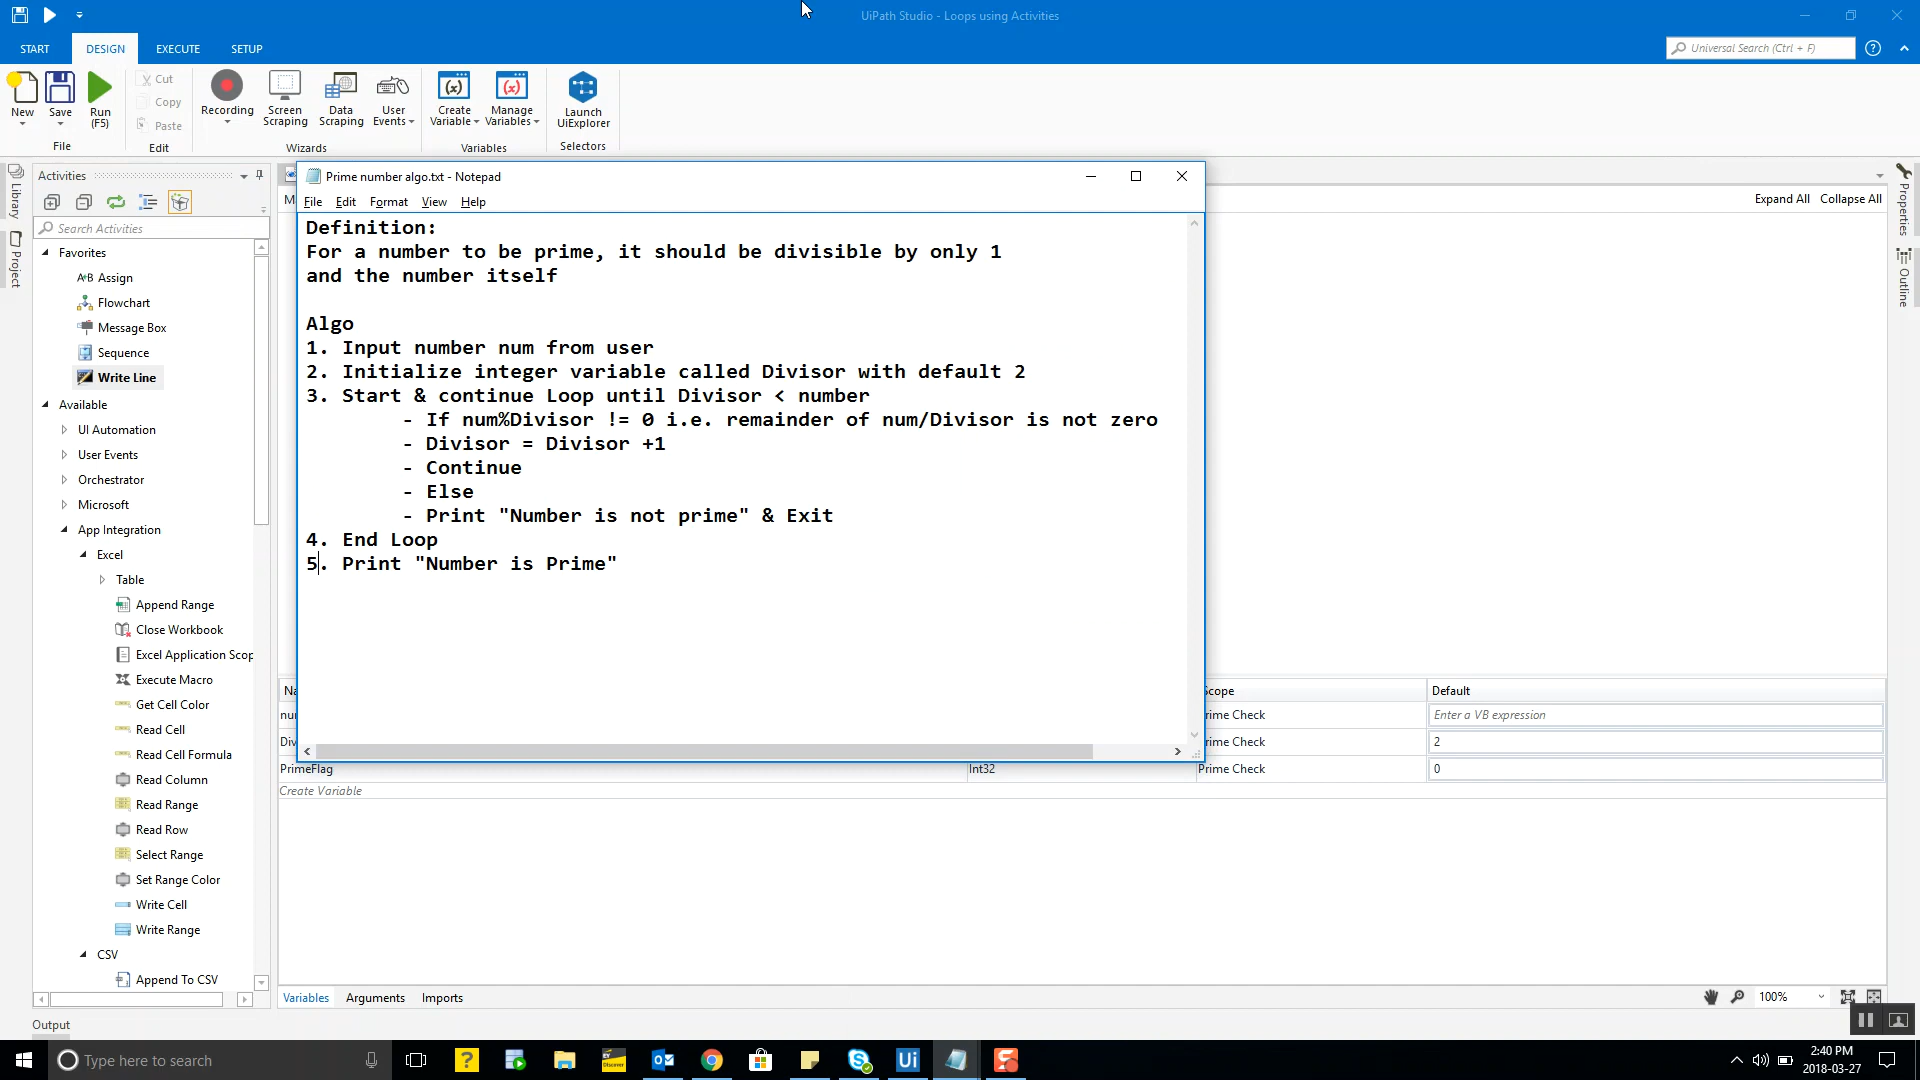 UiPath Studio - Loops using Activities
START
DESIGN
EXECUTE
SETUP
Universal Search (Ctrl + F)
New
Save
Run
(F5)
Cut
Copy
Paste
Recording
Screen
Scraping
Data
Scraping
User
Events
Create
Variable
Manage
Variables
Launch
UiExplorer
File
Edit
Wizards
Variables
Selectors
Library
Project
Activities
Search Activities
Favorites
Assign
Flowchart
Message Box
Sequence
Write Line
Available
UI Automation
User Events
Orchestrator
Microsoft
App Integration
Excel
Table
Append Range
Close Workbook
Excel Application Scop
Execute Macro
Get Cell Color
Read Cell
Read Cell Formula
Read Column
Read Range
Read Row
Select Range
Set Range Color
Write Cell
Write Range
CSV
Append To CSV
Output
Prime number algo.txt - Notepad
File Edit Format View Help
Definition:
For a number to be prime, it should be divisible by only 1
and the number itself
Algo
1. Input number num from user
2. Initialize integer variable called Divisor with default 2
3. Start & continue Loop until Divisor < number
- If num%Divisor != 0 i.e. remainder of num/Divisor is not zero
- Divisor = Divisor +1
- Continue
- Else
- Print "Number is not prime" & Exit
4. End Loop
5. Print "Number is Prime"
Expand All Collapse All
Properties
Outline
Scope Default
rime Check Enter a VB expression
rime Check 2
PrimeFlag Int32 Prime Check 0
Create Variable
Variables Arguments Imports
100%
Type here to search
2:40 PM
2018-03-27